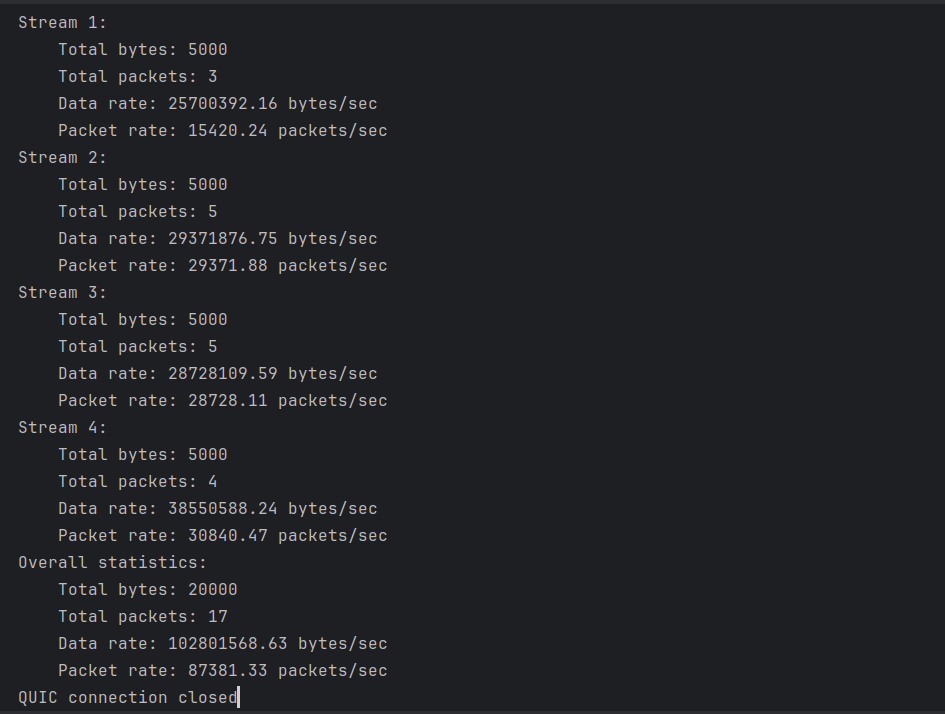 Stream 1:
    Total bytes: 5000
    Total packets: 3
    Data rate: 25700392.16 bytes/sec
    Packet rate: 15420.24 packets/sec
Stream 2:
    Total bytes: 5000
    Total packets: 5
    Data rate: 29371876.75 bytes/sec
    Packet rate: 29371.88 packets/sec
Stream 3:
    Total bytes: 5000
    Total packets: 5
    Data rate: 28728109.59 bytes/sec
    Packet rate: 28728.11 packets/sec
Stream 4:
    Total bytes: 5000
    Total packets: 4
    Data rate: 38550588.24 bytes/sec
    Packet rate: 30840.47 packets/sec
Overall statistics:
    Total bytes: 20000
    Total packets: 17
    Data rate: 102801568.63 bytes/sec
    Packet rate: 87381.33 packets/sec
QUIC connection closed